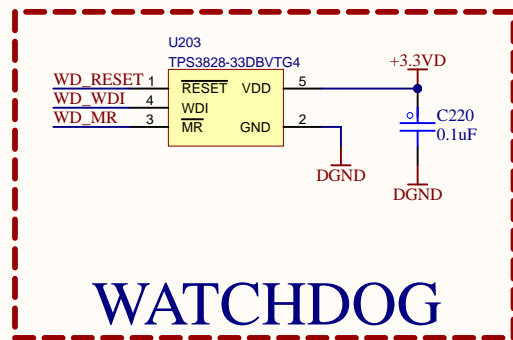 U203
TPS3828-33DBVTG4
+3.3VD
WD_RESET 1 RESET VDD 5
WD_WDI 4 WDI
WD_MR 3 MR GND 2
C220
0.1uF
DGND
DGND
WATCHDOG